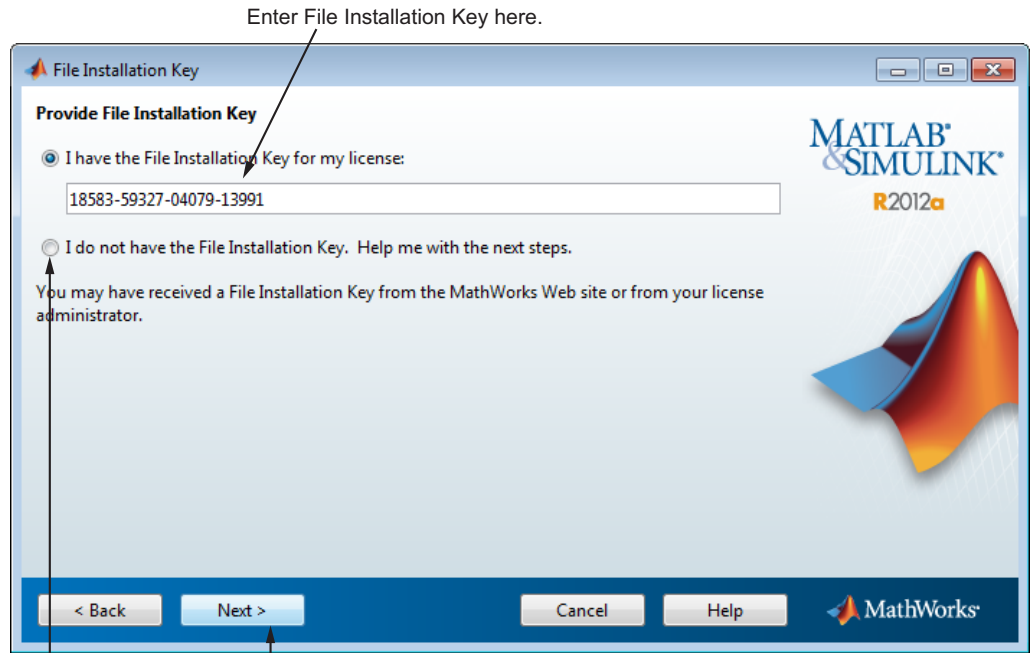 Enter File Installation Key here.
File Installation Key
Provide File Installation Key
I have the File Installation Key for my license:
18583-59327-04079-13991
I do not have the File Installation Key. Help me with the next steps.
You may have received a File Installation Key from the MathWorks Web site or from your license
administrator.
MATLAB®
&SIMULINK®
R2012a
< Back
Next >
Cancel
Help
MathWorks®